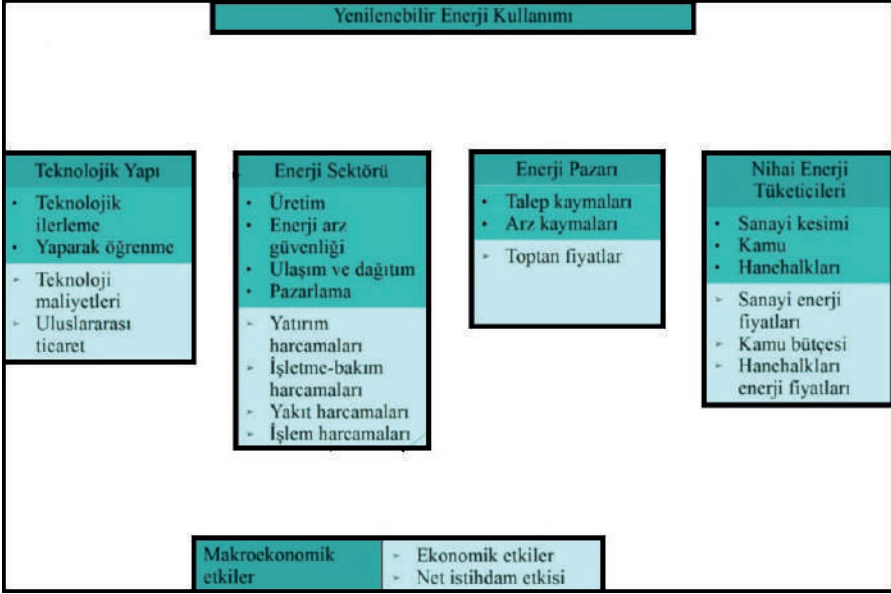 Yenilenebilir Enerji Kullanımı
Teknolojik Yapı
• Teknolojik
ilerleme
• Yaparak öğrenme
➢ Teknoloji
maliyetleri
➢ Uluslararası
ticaret
Enerji Sektörü
• Üretim
• Enerji arz
güvenliği
• Ulaşım ve dağıtım
• Pazarlama
➢ Yatırım
harcamaları
➢ İşletme-bakım
harcamaları
➢ Yakıt harcamaları
➢ İşlem harcamaları
Enerji Pazarı
• Talep kaymaları
• Arz kaymaları
➢ Toptan fiyatlar
Nihai Enerji
Tüketicileri
• Sanayi kesimi
• Kamu
• Hanehalkları
➢ Sanayi enerji
fiyatları
➢ Kamu bütçesi
➢ Hanehalkları
enerji fiyatları
Makroekonomik
etkiler
➢ Ekonomik etkiler
➢ Net istihdam etkisi